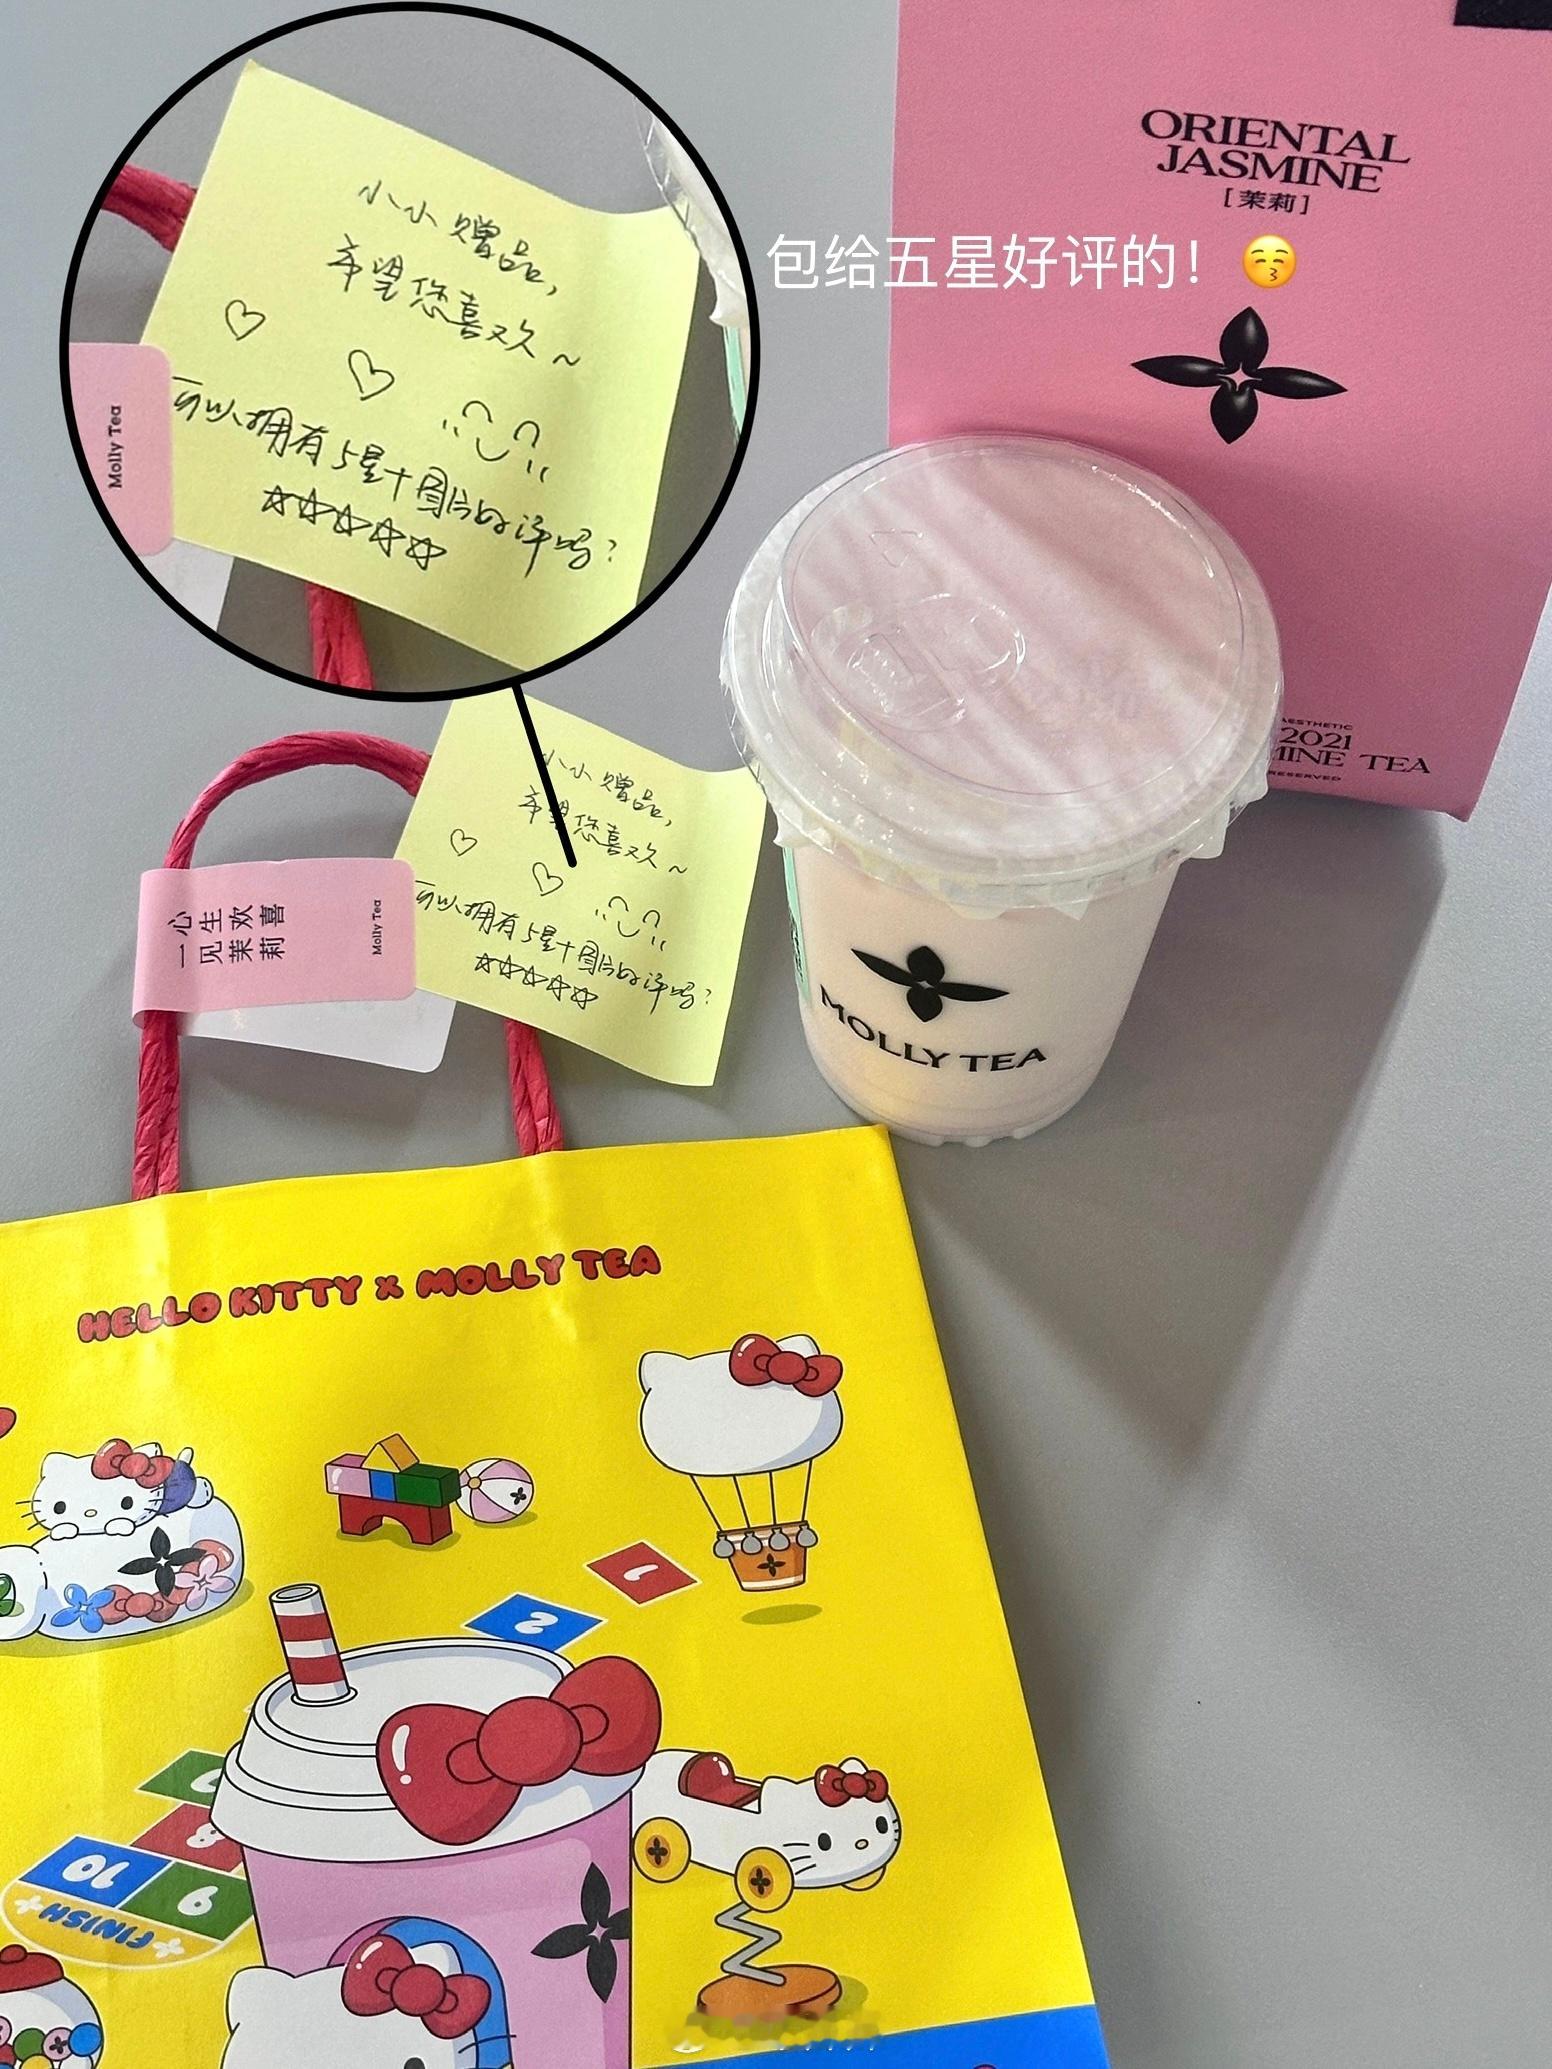 小小赠品,
希望您喜欢~
可以拥有5星+图片好评吗?
☆☆☆☆☆
Molly Tea
ORIENTAL
JASMINE
[茉莉]
包给五星好评的! 😚
AESTHETIC
2021
MINE TEA
RESERVED
小小赠品,
希望您喜欢~
可以拥有5星+图片好评吗?
☆☆☆☆☆
一见茉莉
心生欢喜
Molly Tea
MOLLY TEA
HELLO KITTY x MOLLY TEA
1
2
8
10
9
FINISH